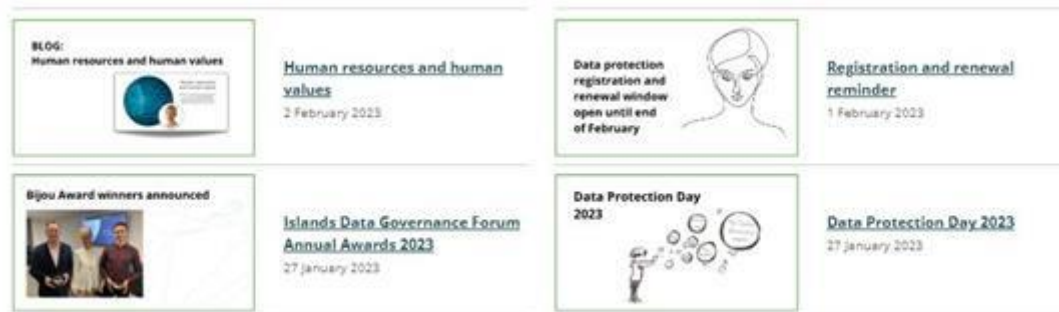 BLOG:
Human resources and human values
Human resources and human
values
2 February 2023
Data protection
registration and
renewal window
open until end
of February
Registration and renewal
reminder
1 February 2023
Bijou Award winners announced
Islands Data Governance Forum
Annual Awards 2023
27 January 2023
Data Protection Day
2023
Data Protection Day 2023
27 January 2023